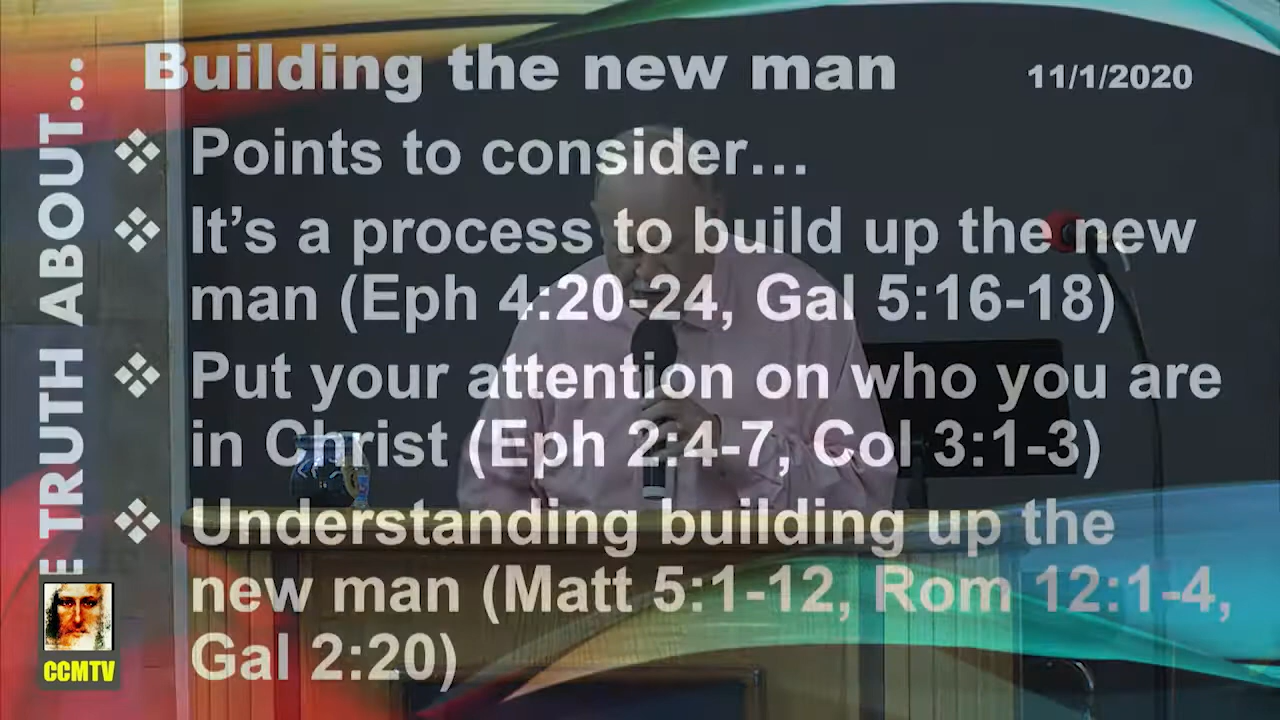 Building the new man
11/1/2020
E TRUTH ABOUT...
❖ Points to consider...
❖ It's a process to build up the new
man (Eph 4:20-24, Gal 5:16-18)
❖ Put your attention on who you are
in Christ (Eph 2:4-7, Col 3:1-3)
❖ Understanding building up the
new man (Matt 5:1-12, Rom 12:1-4,
Gal 2:20)
CCMTV